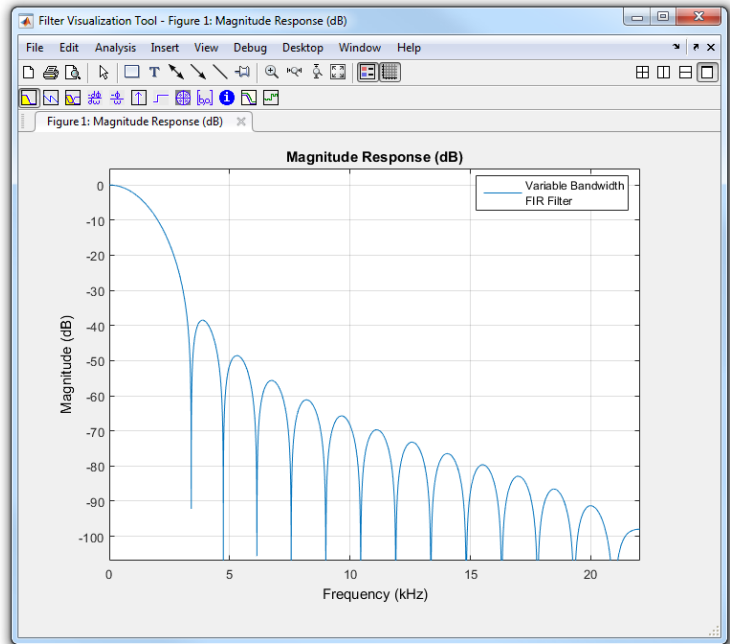 Filter Visualization Tool - Figure 1: Magnitude Response (dB)
File Edit Analysis Insert View Debug Desktop Window Help
Figure 1: Magnitude Response (dB)
Magnitude Response (dB)
Variable Bandwidth
FIR Filter
Magnitude (dB)
0
-10
-20
-30
-40
-50
-60
-70
-80
-90
-100
0 5 10 15 20
Frequency (kHz)